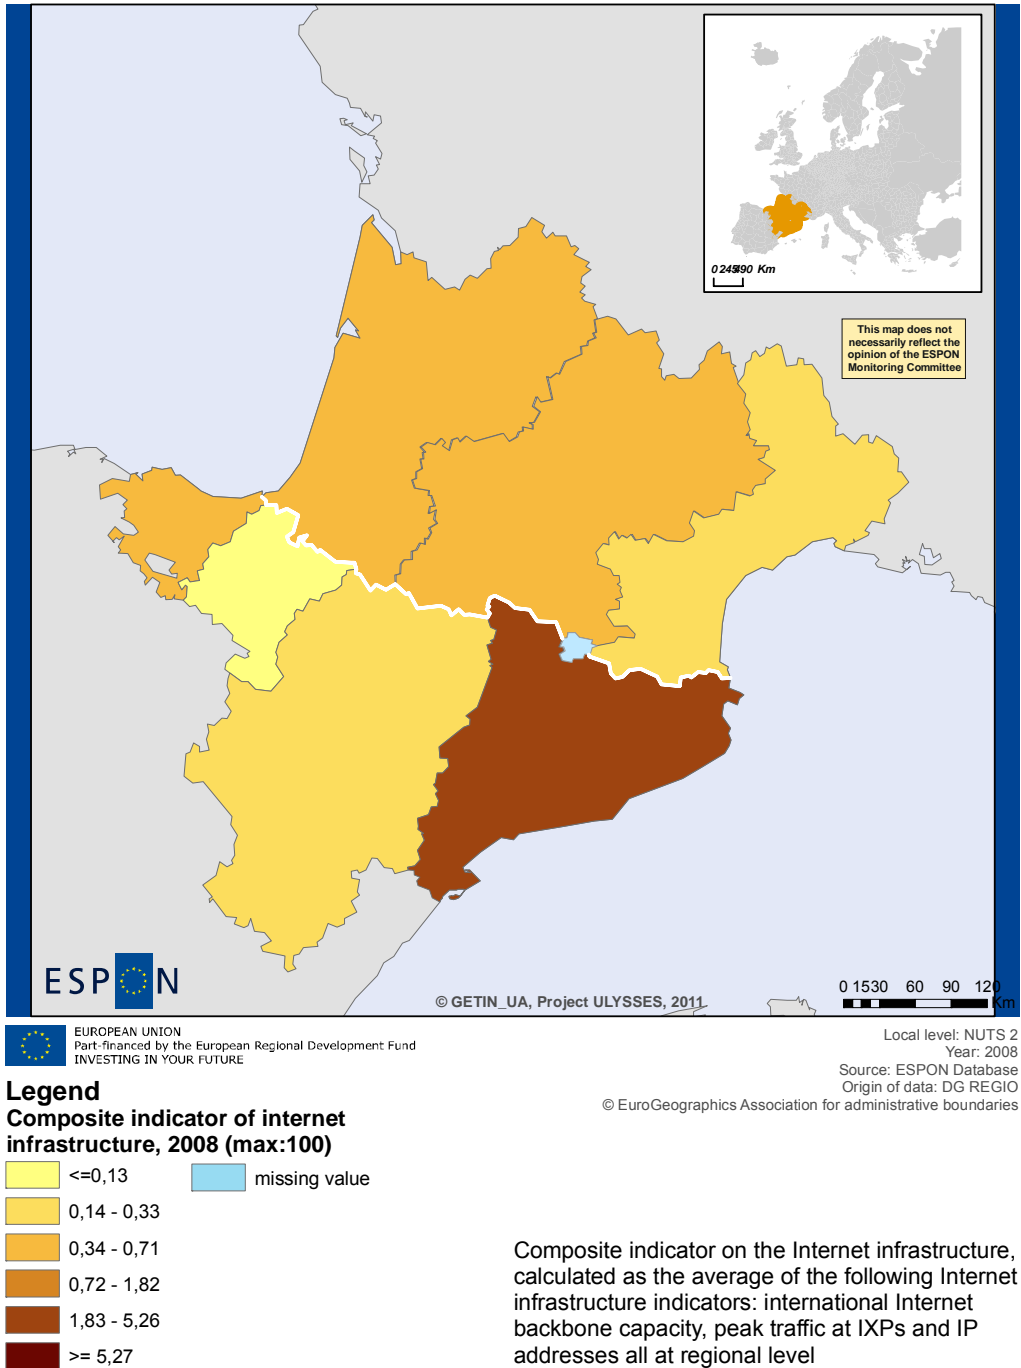 0 245490 Km
This map does not
necessarily reflect the
opinion of the ESPON
Monitoring Committee
ESPON
© GETIN_UA, Project ULYSSES, 2011
0 1530 60 90 120
Km
EUROPEAN UNION
Part-financed by the European Regional Development Fund
INVESTING IN YOUR FUTURE
Local level: NUTS 2
Year: 2008
Source: ESPON Database
Origin of data: DG REGIO
© EuroGeographics Association for administrative boundaries
Legend
Composite indicator of internet
infrastructure, 2008 (max:100)
<=0,13
missing value
0,14 - 0,33
0,34 - 0,71
0,72 - 1,82
1,83 - 5,26
>= 5,27
Composite indicator on the Internet infrastructure,
calculated as the average of the following Internet
infrastructure indicators: international Internet
backbone capacity, peak traffic at IXPs and IP
addresses all at regional level